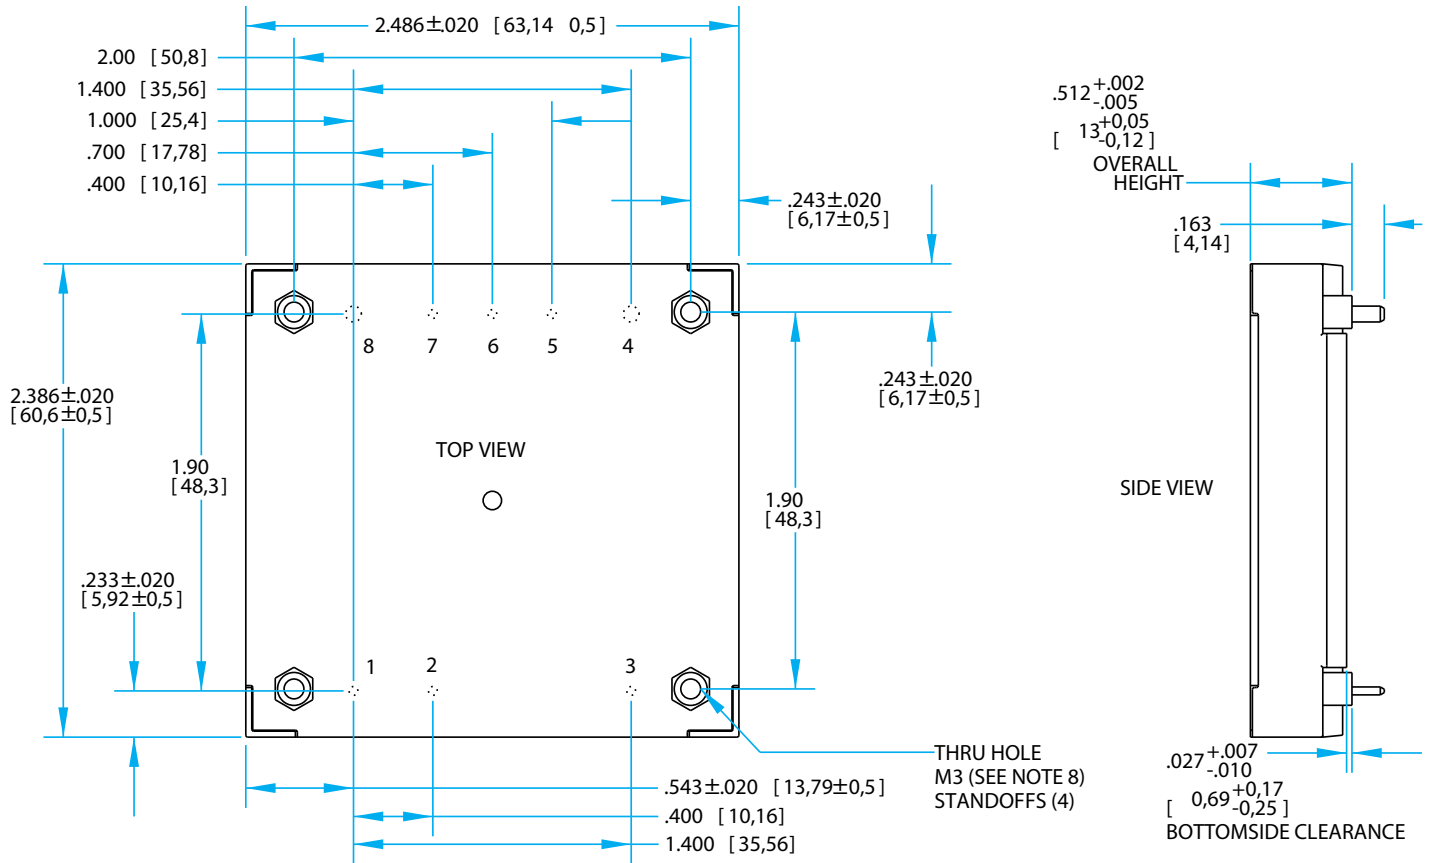 2.486±.020 [63,14 0,5]
2.00 [50,8]
1.400 [35,56]
1.000 [25,4]
.700 [17,78]
.400 [10,16]
.243±.020
[6,17±0,5]
.512 +.002
-.005
[ 13 +0,05
-0,12 ]
OVERALL
HEIGHT
.163
[4,14]
8 7 6 5 4
2.386±.020
[60,6±0,5]
.243±.020
[6,17±0,5]
TOP VIEW
1.90
[48,3]
1.90
[48,3]
SIDE VIEW
.233±.020
[5,92±0,5]
1 2 3
THRU HOLE
M3 (SEE NOTE 8)
STANDOFFS (4)
.543±.020 [13,79±0,5]
.400 [10,16]
1.400 [35,56]
.027 +.007
-.010
[ 0,69 +0,17
-0,25 ]
BOTTOMSIDE CLEARANCE